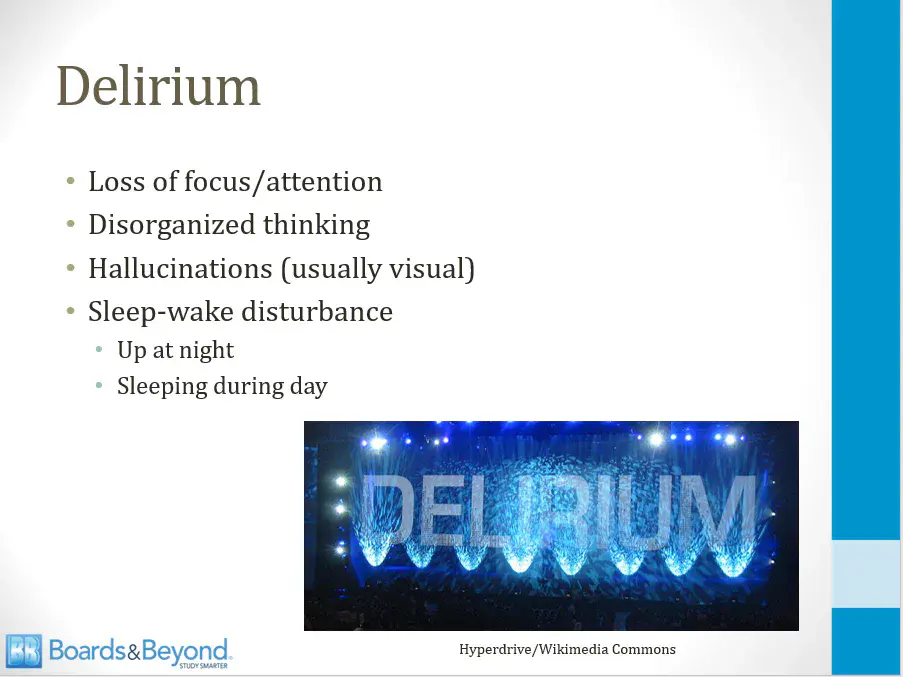 Delirium
• Loss of focus/attention
• Disorganized thinking
• Hallucinations (usually visual)
• Sleep-wake disturbance
• Up at night
• Sleeping during day
DELIRIUM
BB Boards&Beyond.
STUDY SMARTER
Hyperdrive/Wikimedia Commons